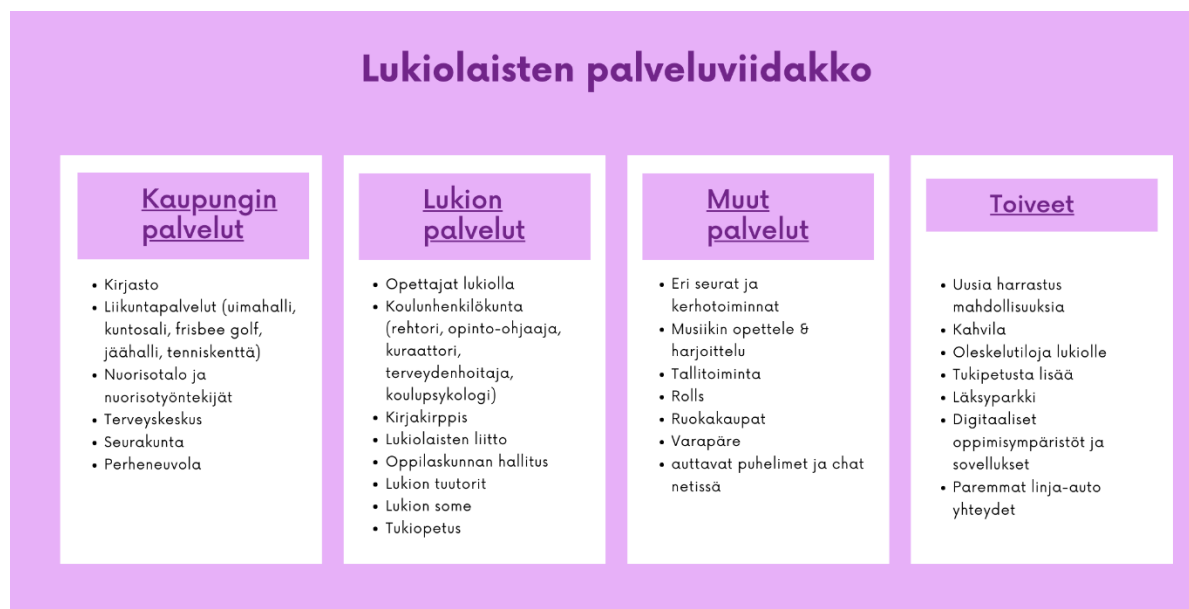 Lukiolaisten palveluviidakko
Kaupungin
palvelut
• Kirjasto
• Liikuntapalvelut (uimahalli,
kuntosali, frisbee golf,
jäähalli, tenniskenttä)
• Nuorisotalo ja
nuorisotyöntekijät
• Terveyskeskus
• Seurakunta
• Perheneuvola
Lukion
palvelut
• Opettajat lukiolla
• Koulunhenkilökunta
(rehtori, opinto-ohjaaja,
kuraattori,
terveydenhoitaja,
koulupsykologi)
• Kirjakirppis
• Lukiolaisten liitto
• Oppilaskunnan hallitus
• Lukion tuutorit
• Lukion some
• Tukiopetus
Muut
palvelut
• Eri seurat ja
kerhotoiminnat
• Musiikin opettele &
harjoittelu
• Tallitoiminta
• Rolls
• Ruokakaupat
• Varapäre
• auttavat puhelimet ja chat
netissä
Toiveet
• Uusia harrastus
mahdollisuuksia
• Kahvila
• Oleskelutiloja lukiolle
• Tukipetusta lisää
• Läksyparkki
• Digitaaliset
oppimisympäristöt ja
sovellukset
• Paremmat linja-auto
yhteydet